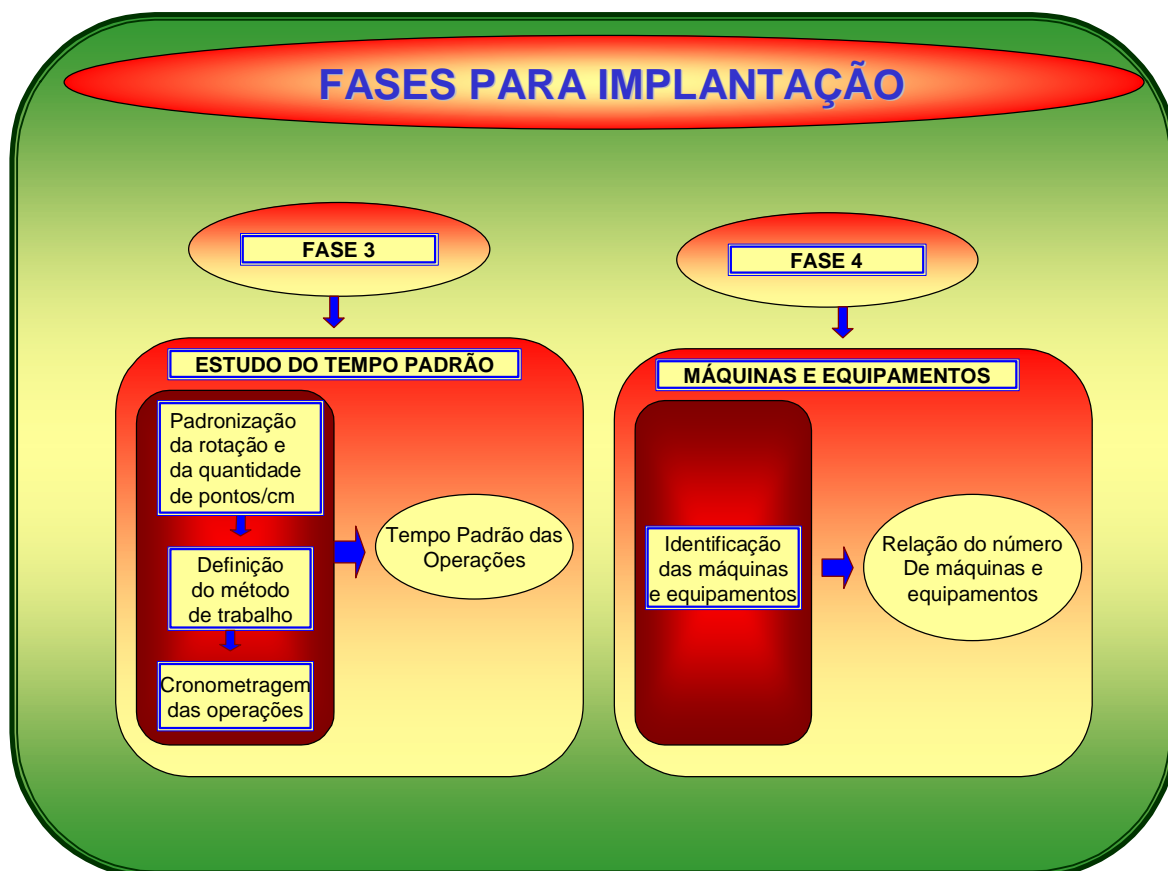 FASES PARA IMPLANTAÇÃO
FASE 3
ESTUDO DO TEMPO PADRÃO
Padronização
da rotação e
da quantidade
de pontos/cm
Definição
do método
de trabalho
Cronometragem
das operações
Tempo Padrão das
Operações
FASE 4
MÁQUINAS E EQUIPAMENTOS
Identificação
das máquinas
e equipamentos
Relação do número
De máquinas e
equipamentos